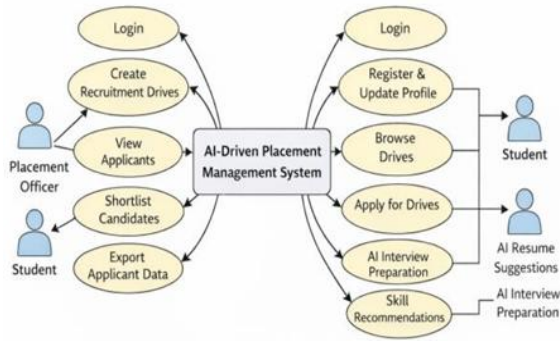 Login
Create
Recruitment Drives
View
Applicants
Placement
Officer
Shortlist
Candidates
Student
Export
Applicant Data
AI-Driven Placement
Management System
Login
Register &
Update Profile
Browse
Drives
Student
Apply for Drives
AI Resume
Suggestions
AI Interview
Preparation
Skill
Recommendations
AI Interview
Preparation